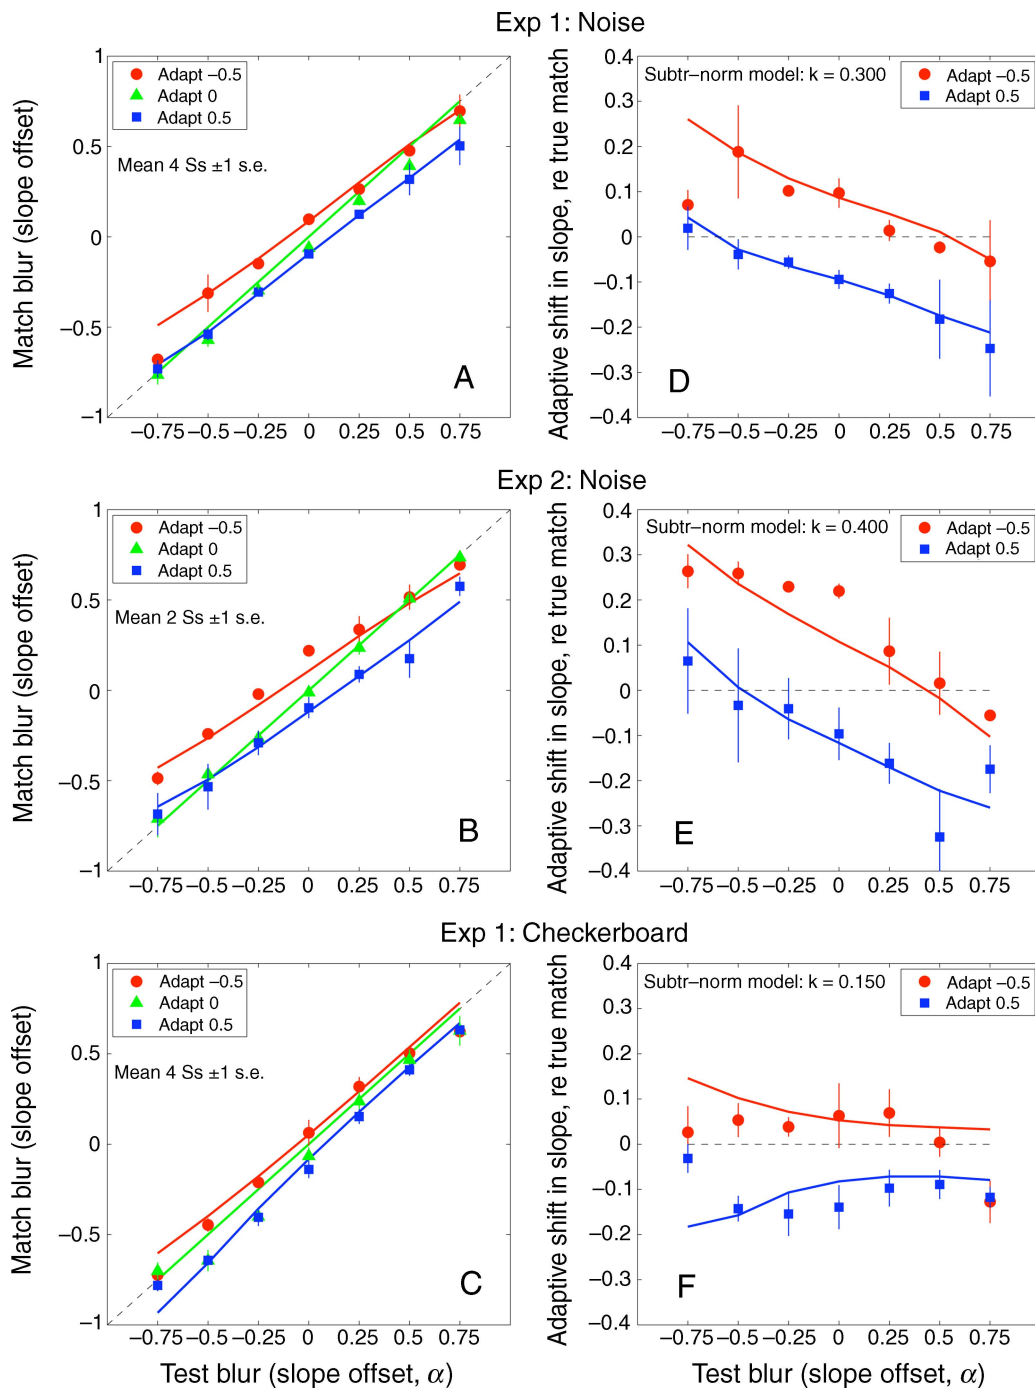 Exp 1: Noise
Match blur (slope offset)
1
0.5
0
−0.5
−1
Adapt −0.5
Adapt 0
Adapt 0.5
Mean 4 Ss ±1 s.e.
A
−0.75 −0.5 −0.25 0 0.25 0.5 0.75
Adaptive shift in slope, re true match
0.4
0.3
0.2
0.1
0
−0.1
−0.2
−0.3
−0.4
Subtr−norm model: k = 0.300
Adapt −0.5
Adapt 0.5
D
−0.75 −0.5 −0.25 0 0.25 0.5 0.75
Exp 2: Noise
Match blur (slope offset)
1
0.5
0
−0.5
−1
Adapt −0.5
Adapt 0
Adapt 0.5
Mean 2 Ss ±1 s.e.
B
−0.75 −0.5 −0.25 0 0.25 0.5 0.75
Adaptive shift in slope, re true match
0.4
0.3
0.2
0.1
0
−0.1
−0.2
−0.3
−0.4
Subtr−norm model: k = 0.400
Adapt −0.5
Adapt 0.5
E
−0.75 −0.5 −0.25 0 0.25 0.5 0.75
Exp 1: Checkerboard
Match blur (slope offset)
1
0.5
0
−0.5
−1
Adapt −0.5
Adapt 0
Adapt 0.5
Mean 4 Ss ±1 s.e.
C
−0.75 −0.5 −0.25 0 0.25 0.5 0.75
Test blur (slope offset, α)
Adaptive shift in slope, re true match
0.4
0.3
0.2
0.1
0
−0.1
−0.2
−0.3
−0.4
Subtr−norm model: k = 0.150
Adapt −0.5
Adapt 0.5
F
−0.75 −0.5 −0.25 0 0.25 0.5 0.75
Test blur (slope offset, α)